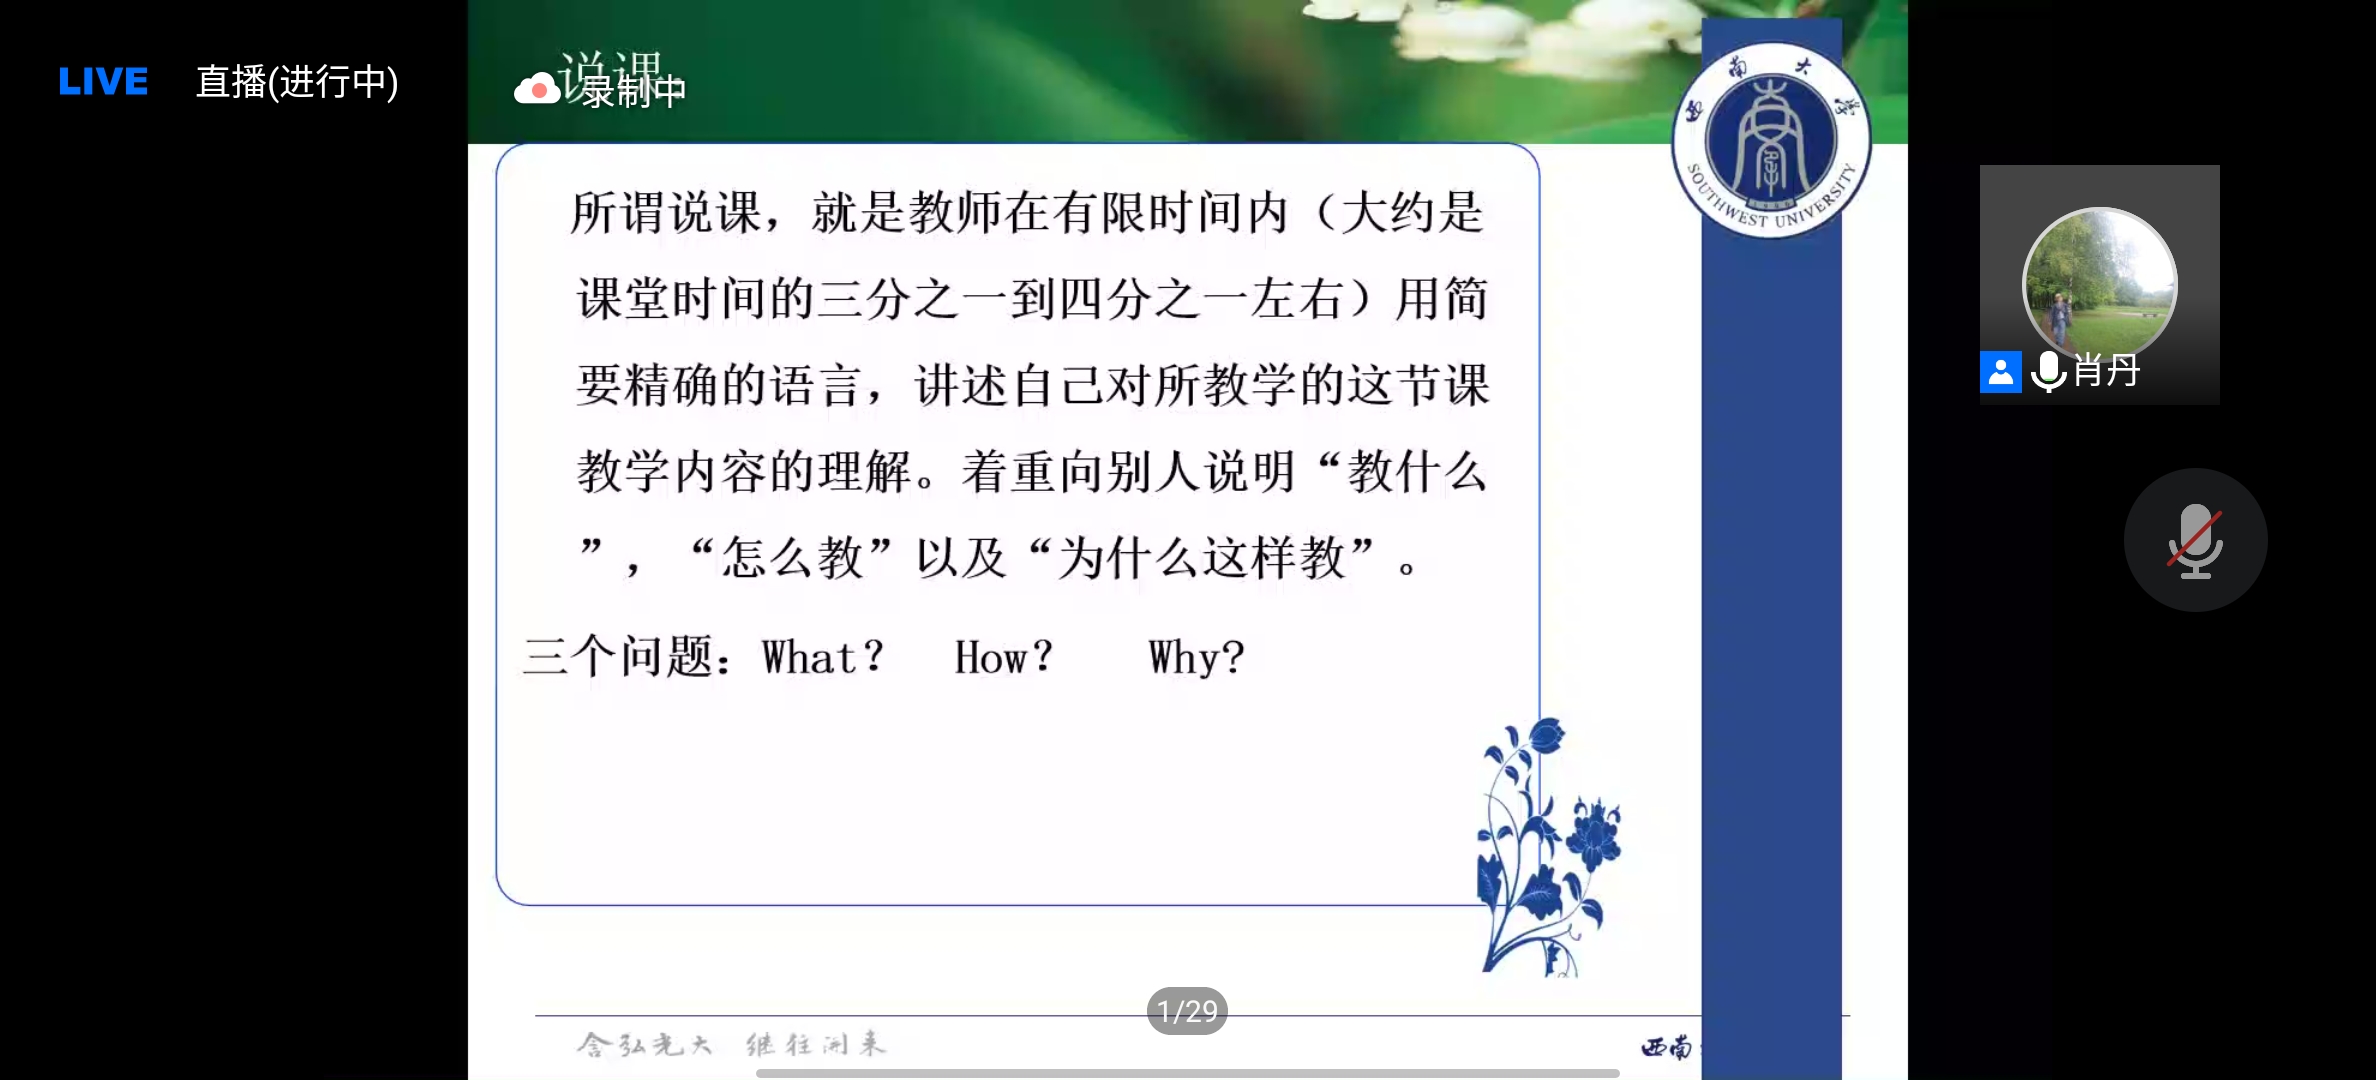 LIVE 直播(进行中)
说课
录制中
西南大学
SOUTHWEST UNIVERSITY
所谓说课，就是教师在有限时间内（大约是
课堂时间的三分之一到四分之一左右）用简
要精确的语言，讲述自己对所教学的这节课
教学内容的理解。着重向别人说明“教什么
”，“怎么教”以及“为什么这样教”。
三个问题：What？ How？ Why?
肖丹
1/29
含弘光大 继往开来
西南